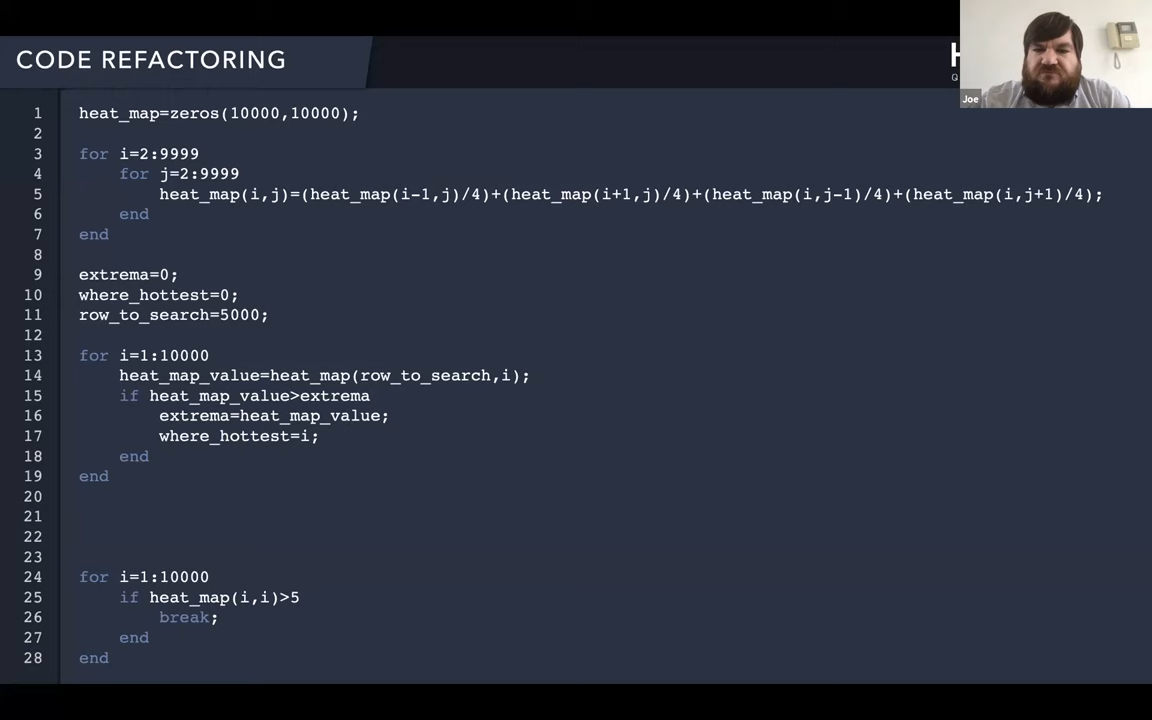 CODE REFACTORING
H
Q
Joe
1 heat_map=zeros(10000,10000);
2
3 for i=2:9999
4 for j=2:9999
5 heat_map(i,j)=(heat_map(i-1,j)/4)+(heat_map(i+1,j)/4)+(heat_map(i,j-1)/4)+(heat_map(i,j+1)/4);
6 end
7 end
8
9 extrema=0;
10 where_hottest=0;
11 row_to_search=5000;
12
13 for i=1:10000
14 heat_map_value=heat_map(row_to_search,i);
15 if heat_map_value>extrema
16 extrema=heat_map_value;
17 where_hottest=i;
18 end
19 end
20
21
22
23
24 for i=1:10000
25 if heat_map(i,i)>5
26 break;
27 end
28 end